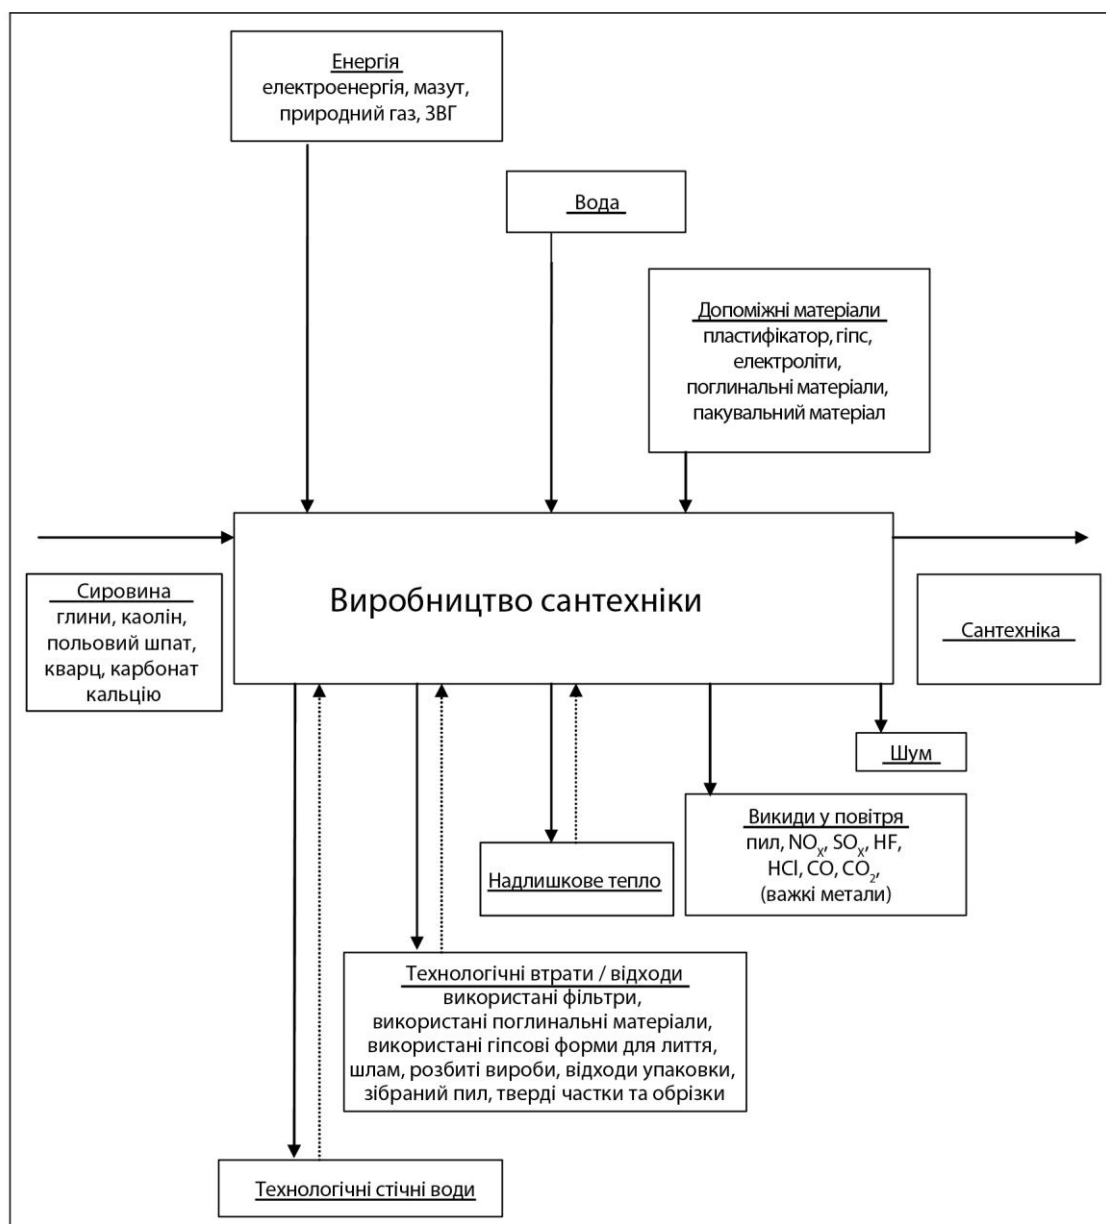 Енергія
електроенергія, мазут,
природний газ, ЗВГ
Вода
Допоміжні матеріали
пластифікатор, гіпс,
електроліти,
поглинальні матеріали,
пакувальний матеріал
Виробництво сантехніки
Сировина
глини, каолін,
польовий шпат,
кварц, карбонат
кальцію
Сантехніка
Шум
Викиди у повітря
пил, NOX, SOX, HF,
HCl, CO, CO2,
(важкі метали)
Надлишкове тепло
Технологічні втрати / відходи
використані фільтри,
використані поглинальні матеріали,
використані гіпсові форми для лиття,
шлам, розбиті вироби, відходи упаковки,
зібраний пил, тверді частки та обрізки
Технологічні стічні води